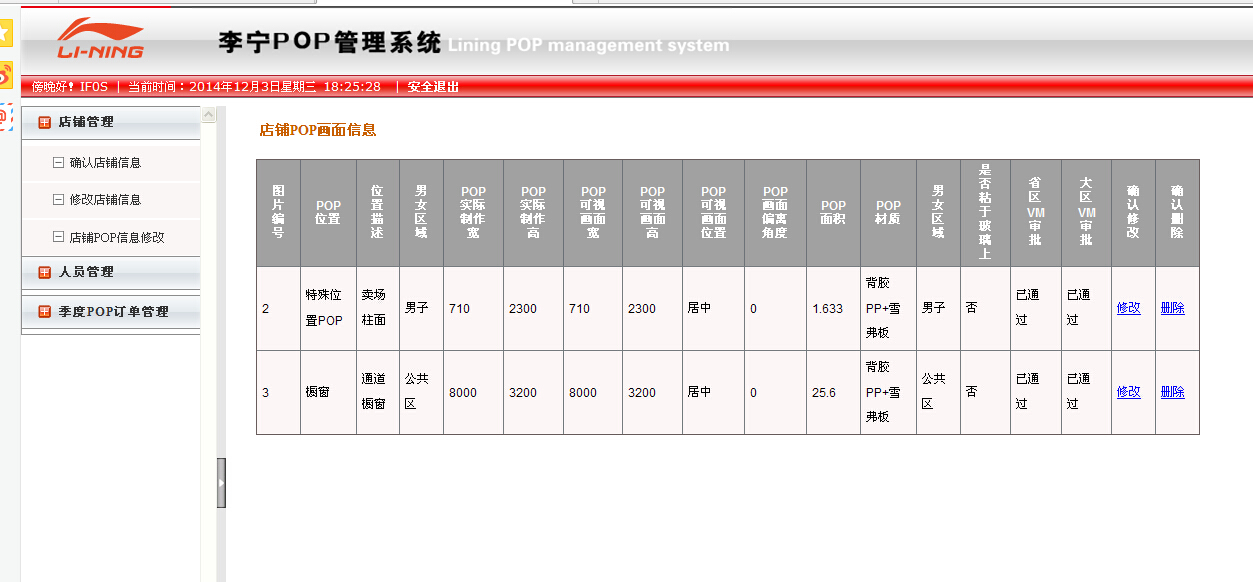 LI-NING
李宁POP管理系统 Lining POP management system
傍晚好! IF0S | 当前时间:2014年12月3日星期三 18:25:28 | 安全退出
店铺管理
确认店铺信息
修改店铺信息
店铺POP信息修改
人员管理
季度POP订单管理
店铺POP画面信息
图片编号 POP位置 位置描述 男女区域 POP实际制作宽 POP实际制作高 POP可视画面宽 POP可视画面高 POP可视画面位置 POP画面偏离角度 POP面积 POP材质 男女区域 是否粘于玻璃上 省区VM审批 大区VM审批 确认修改 确认删除
2 特殊位置POP 卖场柱面 男子 710 2300 710 2300 居中 0 1.633 背胶PP+雪弗板 男子 否 已通过 已通过 修改 删除
3 橱窗 通道橱窗 公共区 8000 3200 8000 3200 居中 0 25.6 背胶PP+雪弗板 公共区 否 已通过 已通过 修改 删除